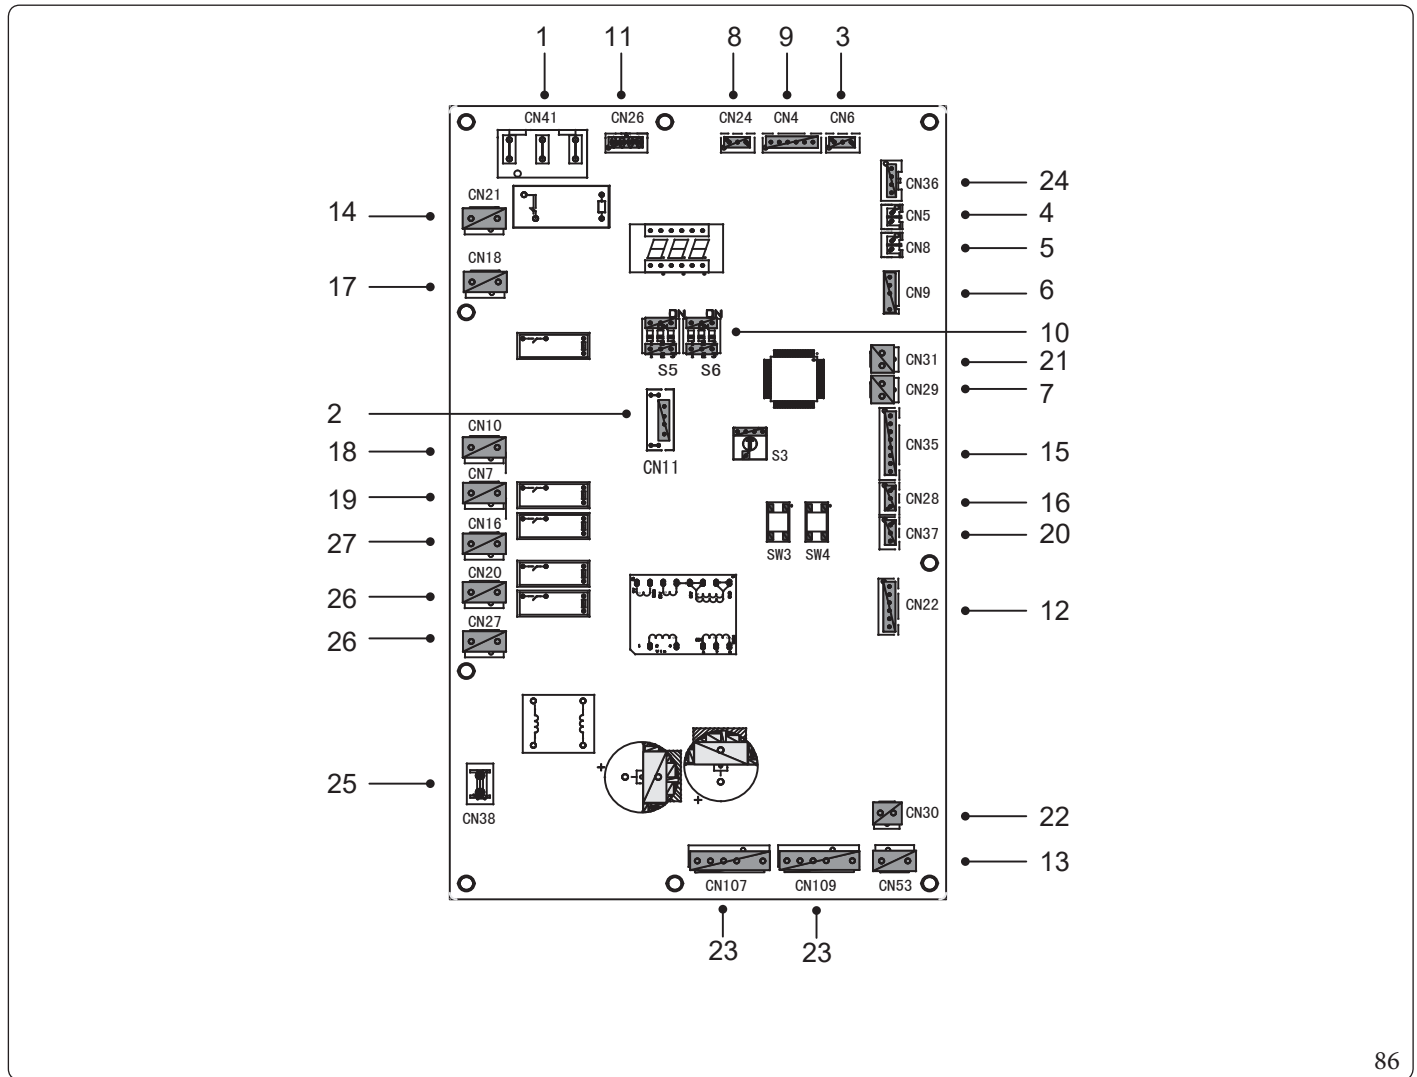 1 11 8 9 3
CN41 CN26 CN24 CN4 CN6
CN36 24
CN21 CN5 4
14 CN8 5
CN18
17 CN9 6
ON ON 10
CN31 21
S5 S6
CN29 7
2
CN10 CN35
18 CN11 S3 15
CN7
19 CN28 16
CN16 CN37 20
27 SW3 SW4
CN20
26 CN22 12
CN27
26
25
CN38 CN30 22
13
CN107 CN109 CN53
23 23
86